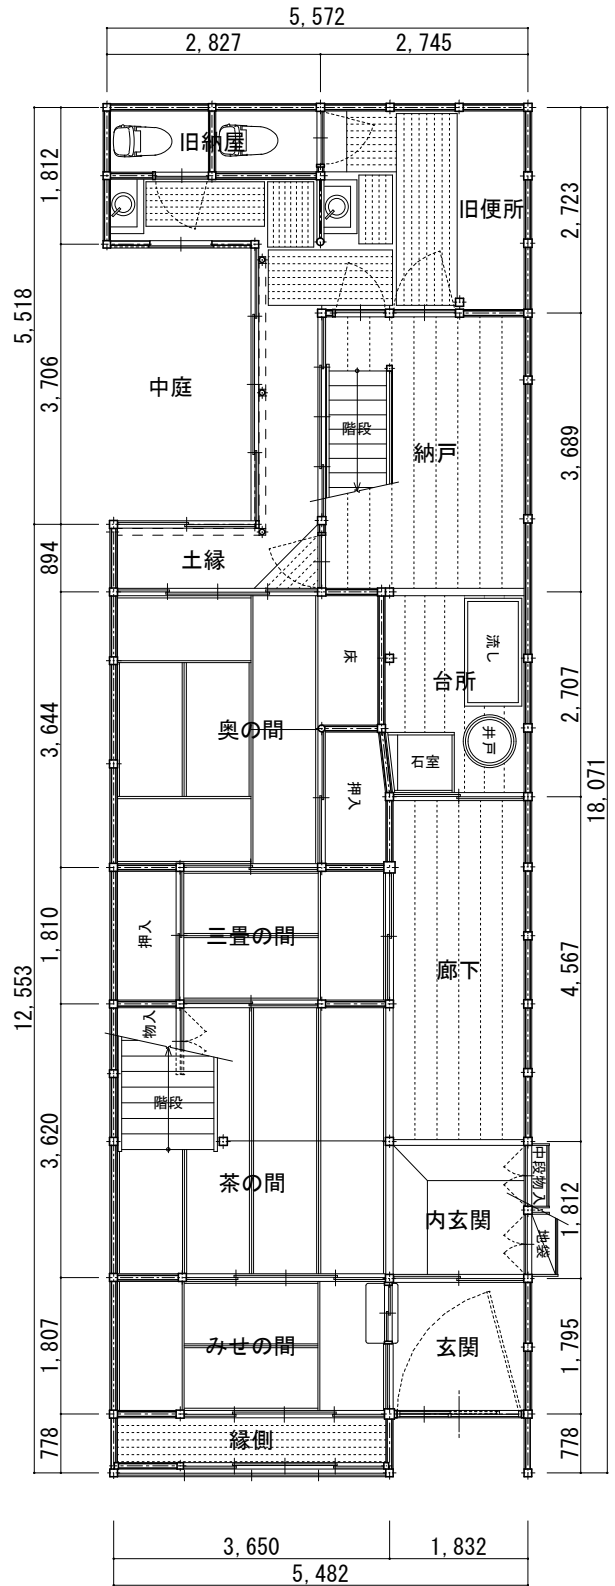 5,572
2,827
2,745
旧納屋
旧便所
1,812
2,723
5,518
3,706
中庭
階段
納戸
3,689
894
土縁
床
流し
台所
2,707
3,644
奥の間
井戸
石室
押入
18,071
押入
三畳の間
1,810
廊下
4,567
12,553
物入
階段
3,620
茶の間
中段物入
内玄関
1,812
地袋
1,807
みせの間
玄関
1,795
778
縁側
778
3,650
1,832
5,482